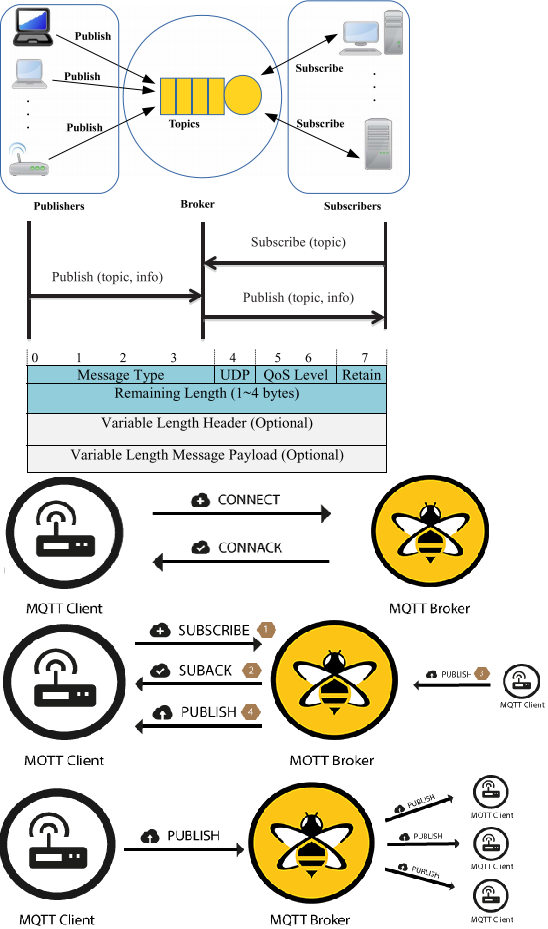 Publish
Publish
Publish
Topics
Subscribe
Subscribe
Publishers
Broker
Subscribers
Subscribe (topic)
Publish (topic, info)
Publish (topic, info)
0 1 2 3 4 5 6 7
Message Type UDP QoS Level Retain
Remaining Length (1~4 bytes)
Variable Length Header (Optional)
Variable Length Message Payload (Optional)
CONNECT
CONNACK
MQTT Client
MQTT Broker
SUBSCRIBE 1
SUBACK 2
PUBLISH 3
PUBLISH 4
MQTT Client
MQTT Client
MQTT Broker
PUBLISH
PUBLISH
MQTT Client
PUBLISH
MQTT Client
PUBLISH
MQTT Client
MQTT Client
MQTT Broker